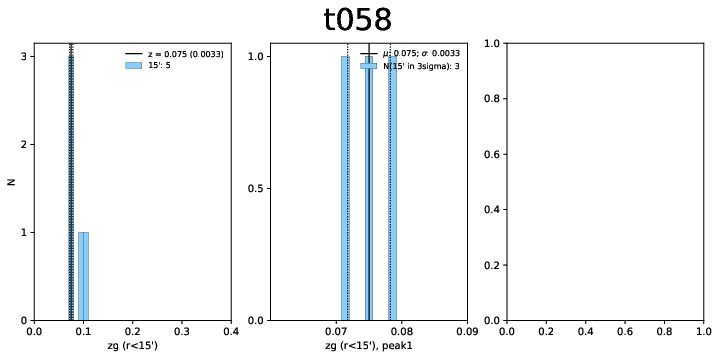 t058
z = 0.075 (0.0033)
15': 5
N
0
1
2
3
0.0 0.1 0.2 0.3 0.4
zg (r<15')
μ: 0.075; σ: 0.0033
N(15' in 3sigma): 3
0.0
0.5
1.0
0.07 0.08 0.09
zg (r<15'), peak1
0.0
0.2
0.4
0.6
0.8
1.0
0.0 0.2 0.4 0.6 0.8 1.0